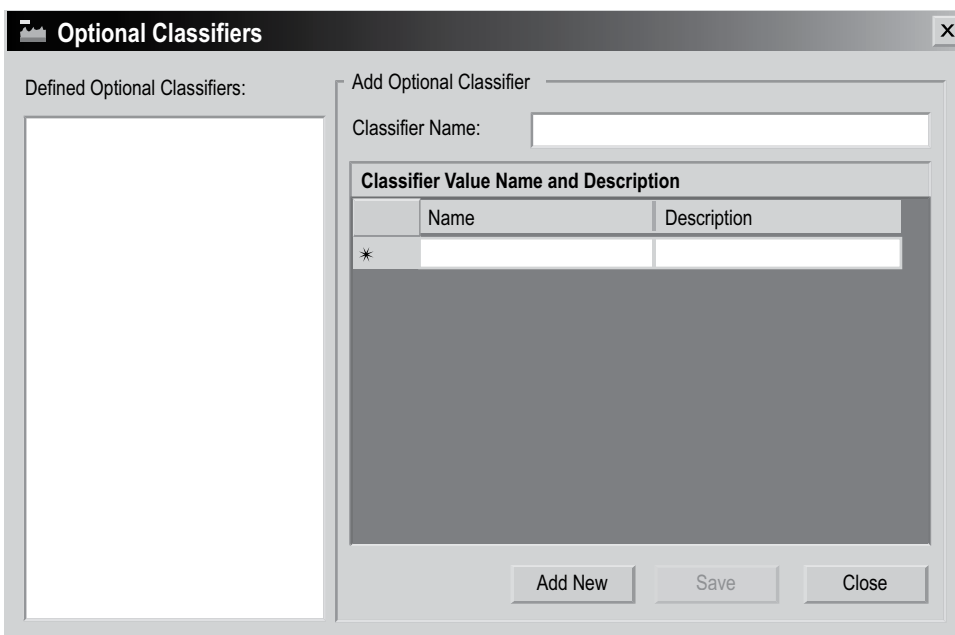 Optional Classifiers
X
Defined Optional Classifiers:
Add Optional Classifier
Classifier Name:
Classifier Value Name and Description
Name Description
✴
Add New Save Close